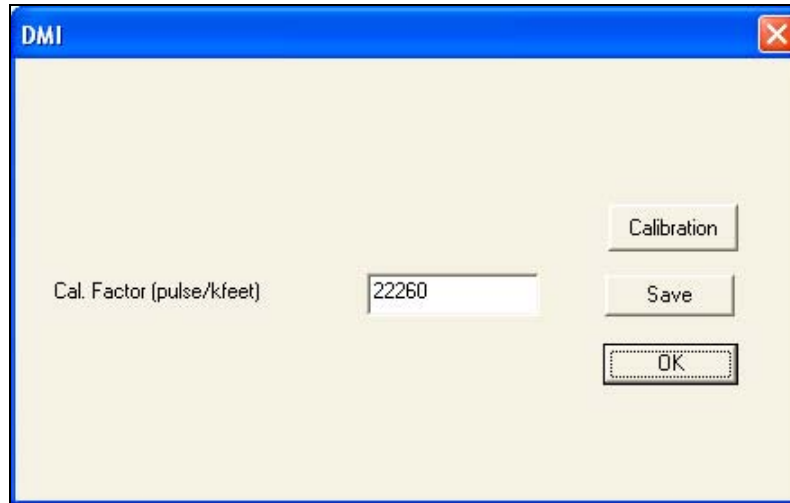 DMI
Calibration
Cal. Factor (pulse/kfeet)
22260
Save
OK